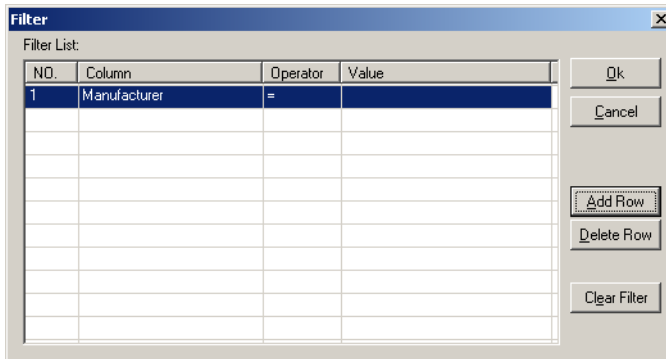 Filter
Filter List:
NO. Column Operator Value
1 Manufacturer =
Ok
Cancel
Add Row
Delete Row
Clear Filter